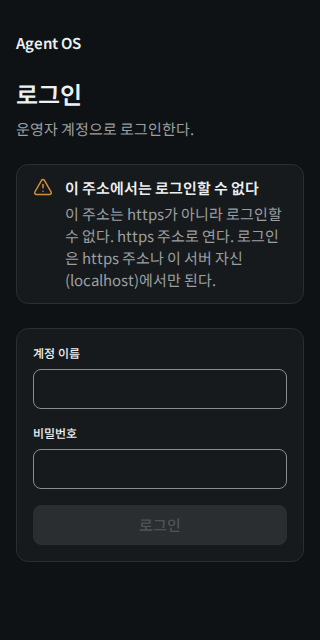 Agent OS
로그인
운영자 계정으로 로그인한다.
이 주소에서는 로그인할 수 없다
이 주소는 https가 아니라 로그인할
수 없다. https 주소로 연다. 로그인
은 https 주소나 이 서버 자신
(localhost)에서만 된다.
계정 이름
비밀번호
로그인